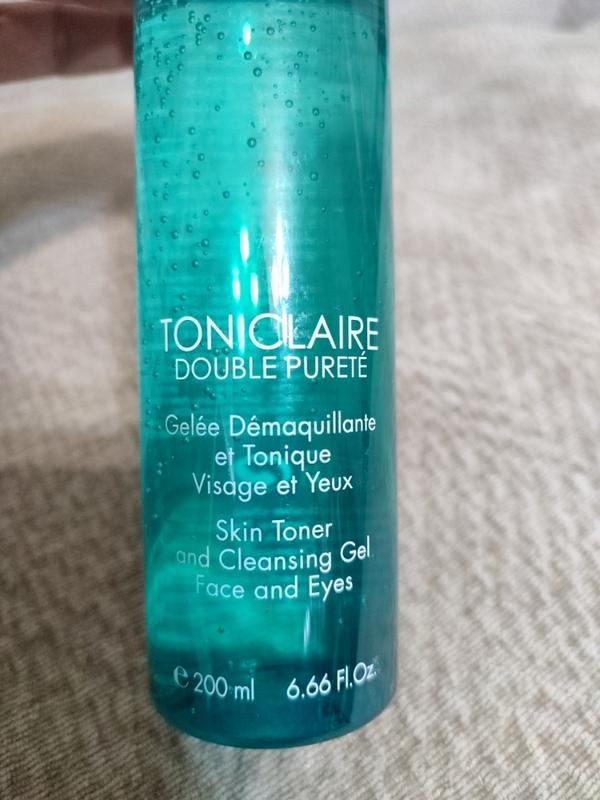 TONICLAIRE
DOUBLE PURETÉ
Gelée Démaquillante
et Tonique
Visage et Yeux
Skin Toner
and Cleansing Gel
Face and Eyes
℮ 200 ml 6.66 Fl.Oz.